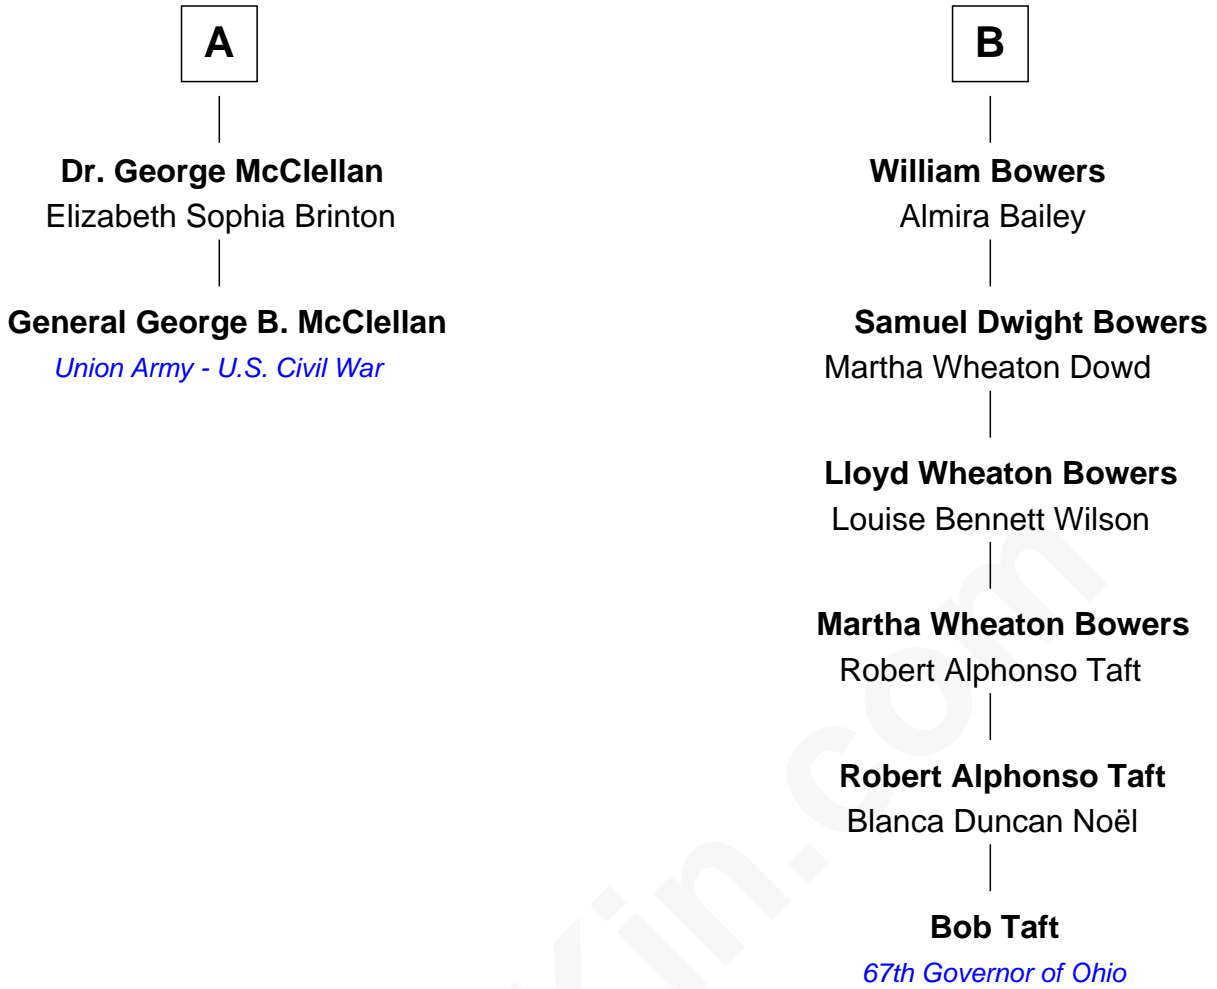 A
Dr. George McClellan
Elizabeth Sophia Brinton
General George B. McClellan
Union Army - U.S. Civil War
B
William Bowers
Almira Bailey
Samuel Dwight Bowers
Martha Wheaton Dowd
Lloyd Wheaton Bowers
Louise Bennett Wilson
Martha Wheaton Bowers
Robert Alphonso Taft
Robert Alphonso Taft
Blanca Duncan Noël
Bob Taft
67th Governor of Ohio
Kin.com